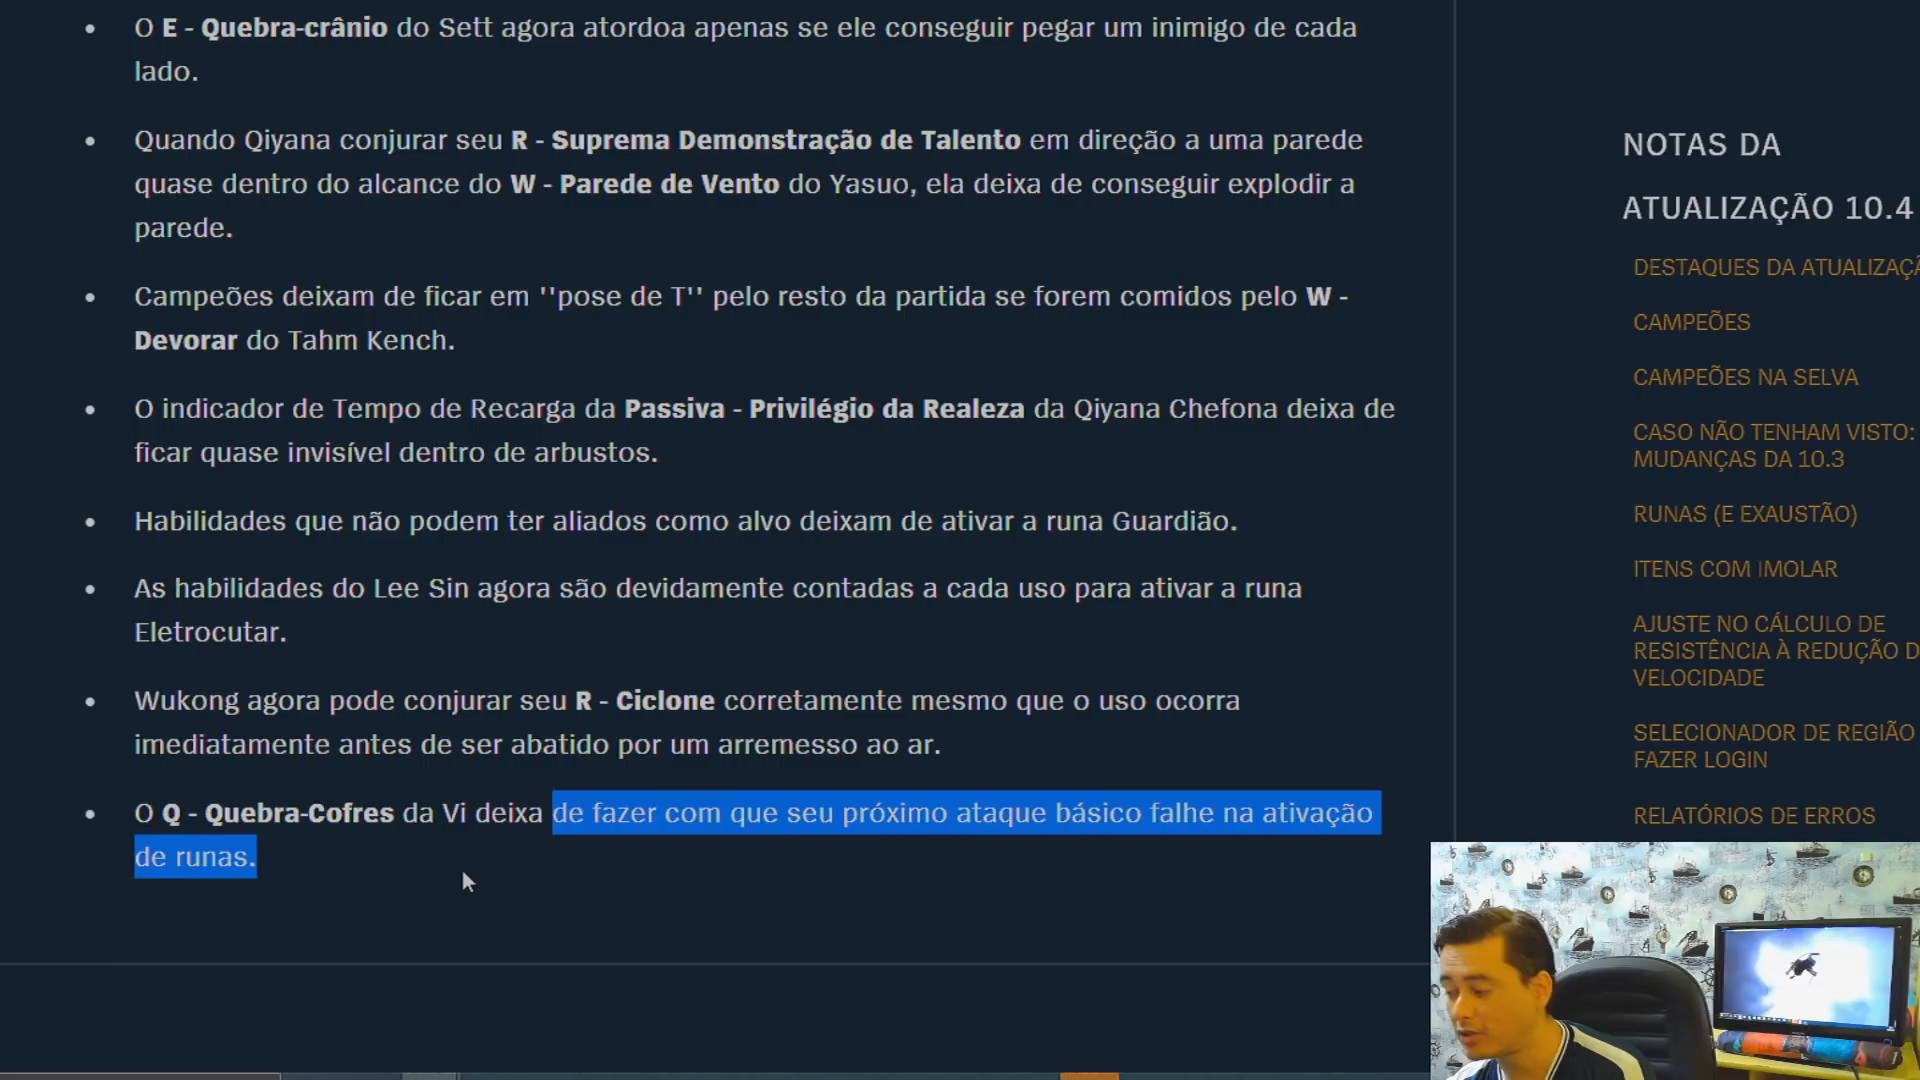 O E - Quebra-crânio do Sett agora atordoa apenas se ele conseguir pegar um inimigo de cada
lado.
Quando Qiyana conjurar seu R - Suprema Demonstração de Talento em direção a uma parede
quase dentro do alcance do W - Parede de Vento do Yasuo, ela deixa de conseguir explodir a
parede.
Campeões deixam de ficar em ''pose de T'' pelo resto da partida se forem comidos pelo W -
Devorar do Tahm Kench.
O indicador de Tempo de Recarga da Passiva - Privilégio da Realeza da Qiyana Chefona deixa de
ficar quase invisível dentro de arbustos.
Habilidades que não podem ter aliados como alvo deixam de ativar a runa Guardião.
As habilidades do Lee Sin agora são devidamente contadas a cada uso para ativar a runa
Eletrocutar.
Wukong agora pode conjurar seu R - Ciclone corretamente mesmo que o uso ocorra
imediatamente antes de ser abatido por um arremesso ao ar.
O Q - Quebra-Cofres da Vi deixa de fazer com que seu próximo ataque básico falhe na ativação
de runas.
NOTAS DA
ATUALIZAÇÃO 10.4
DESTAQUES DA ATUALIZAÇÃ
CAMPEÕES
CAMPEÕES NA SELVA
CASO NÃO TENHAM VISTO:
MUDANÇAS DA 10.3
RUNAS (E EXAUSTÃO)
ITENS COM IMOLAR
AJUSTE NO CÁLCULO DE
RESISTÊNCIA À REDUÇÃO D
VELOCIDADE
SELECIONADOR DE REGIÃO
FAZER LOGIN
RELATÓRIOS DE ERROS